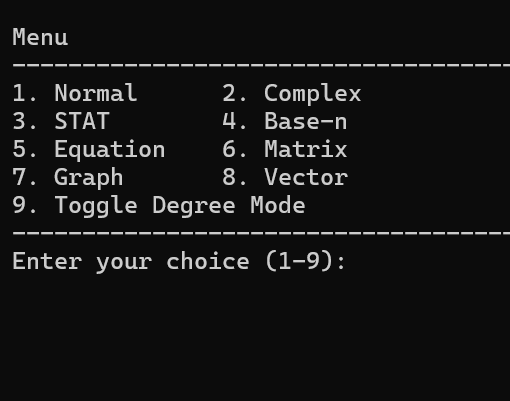 Menu
------------------------------------
1. Normal      2. Complex
3. STAT        4. Base-n
5. Equation    6. Matrix
7. Graph       8. Vector
9. Toggle Degree Mode
------------------------------------
Enter your choice (1-9):